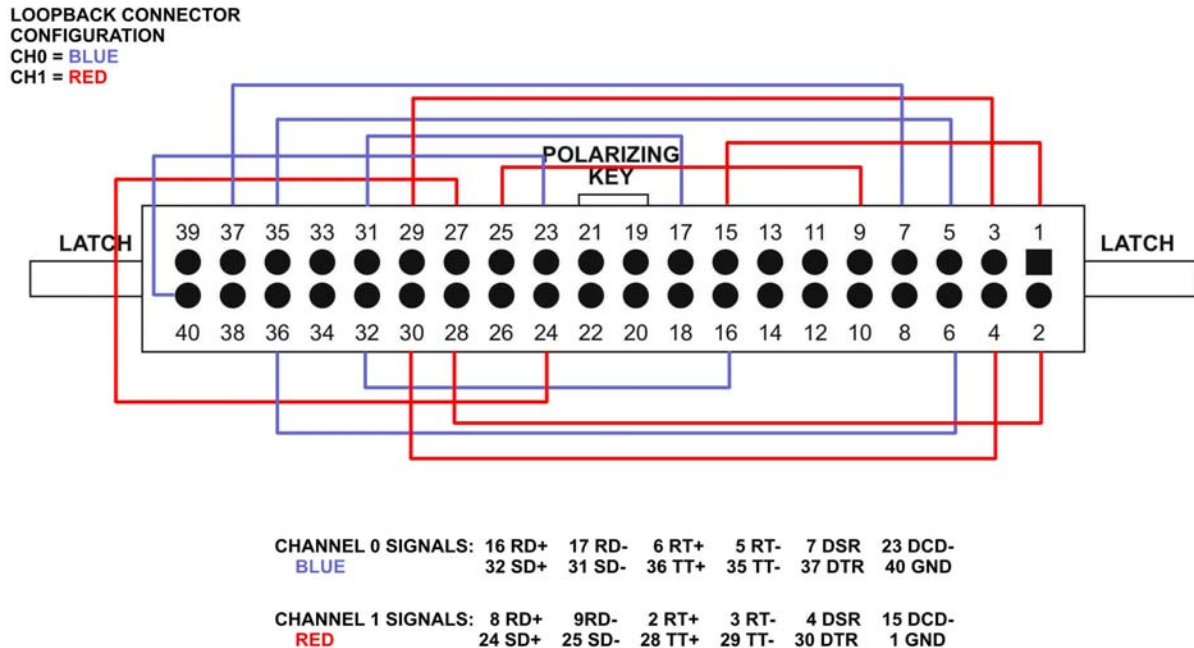 LOOPBACK CONNECTOR
CONFIGURATION
CH0 = BLUE
CH1 = RED
POLARIZING
KEY
39 37 35 33 31 29 27 25 23 21 19 17 15 13 11 9 7 5 3 1
LATCH LATCH
40 38 36 34 32 30 28 26 24 22 20 18 16 14 12 10 8 6 4 2
CHANNEL 0 SIGNALS: 16 RD+ 17 RD- 6 RT+ 5 RT- 7 DSR 23 DCD-
BLUE 32 SD+ 31 SD- 36 TT+ 35 TT- 37 DTR 40 GND
CHANNEL 1 SIGNALS: 8 RD+ 9RD- 2 RT+ 3 RT- 4 DSR 15 DCD-
RED 24 SD+ 25 SD- 28 TT+ 29 TT- 30 DTR 1 GND